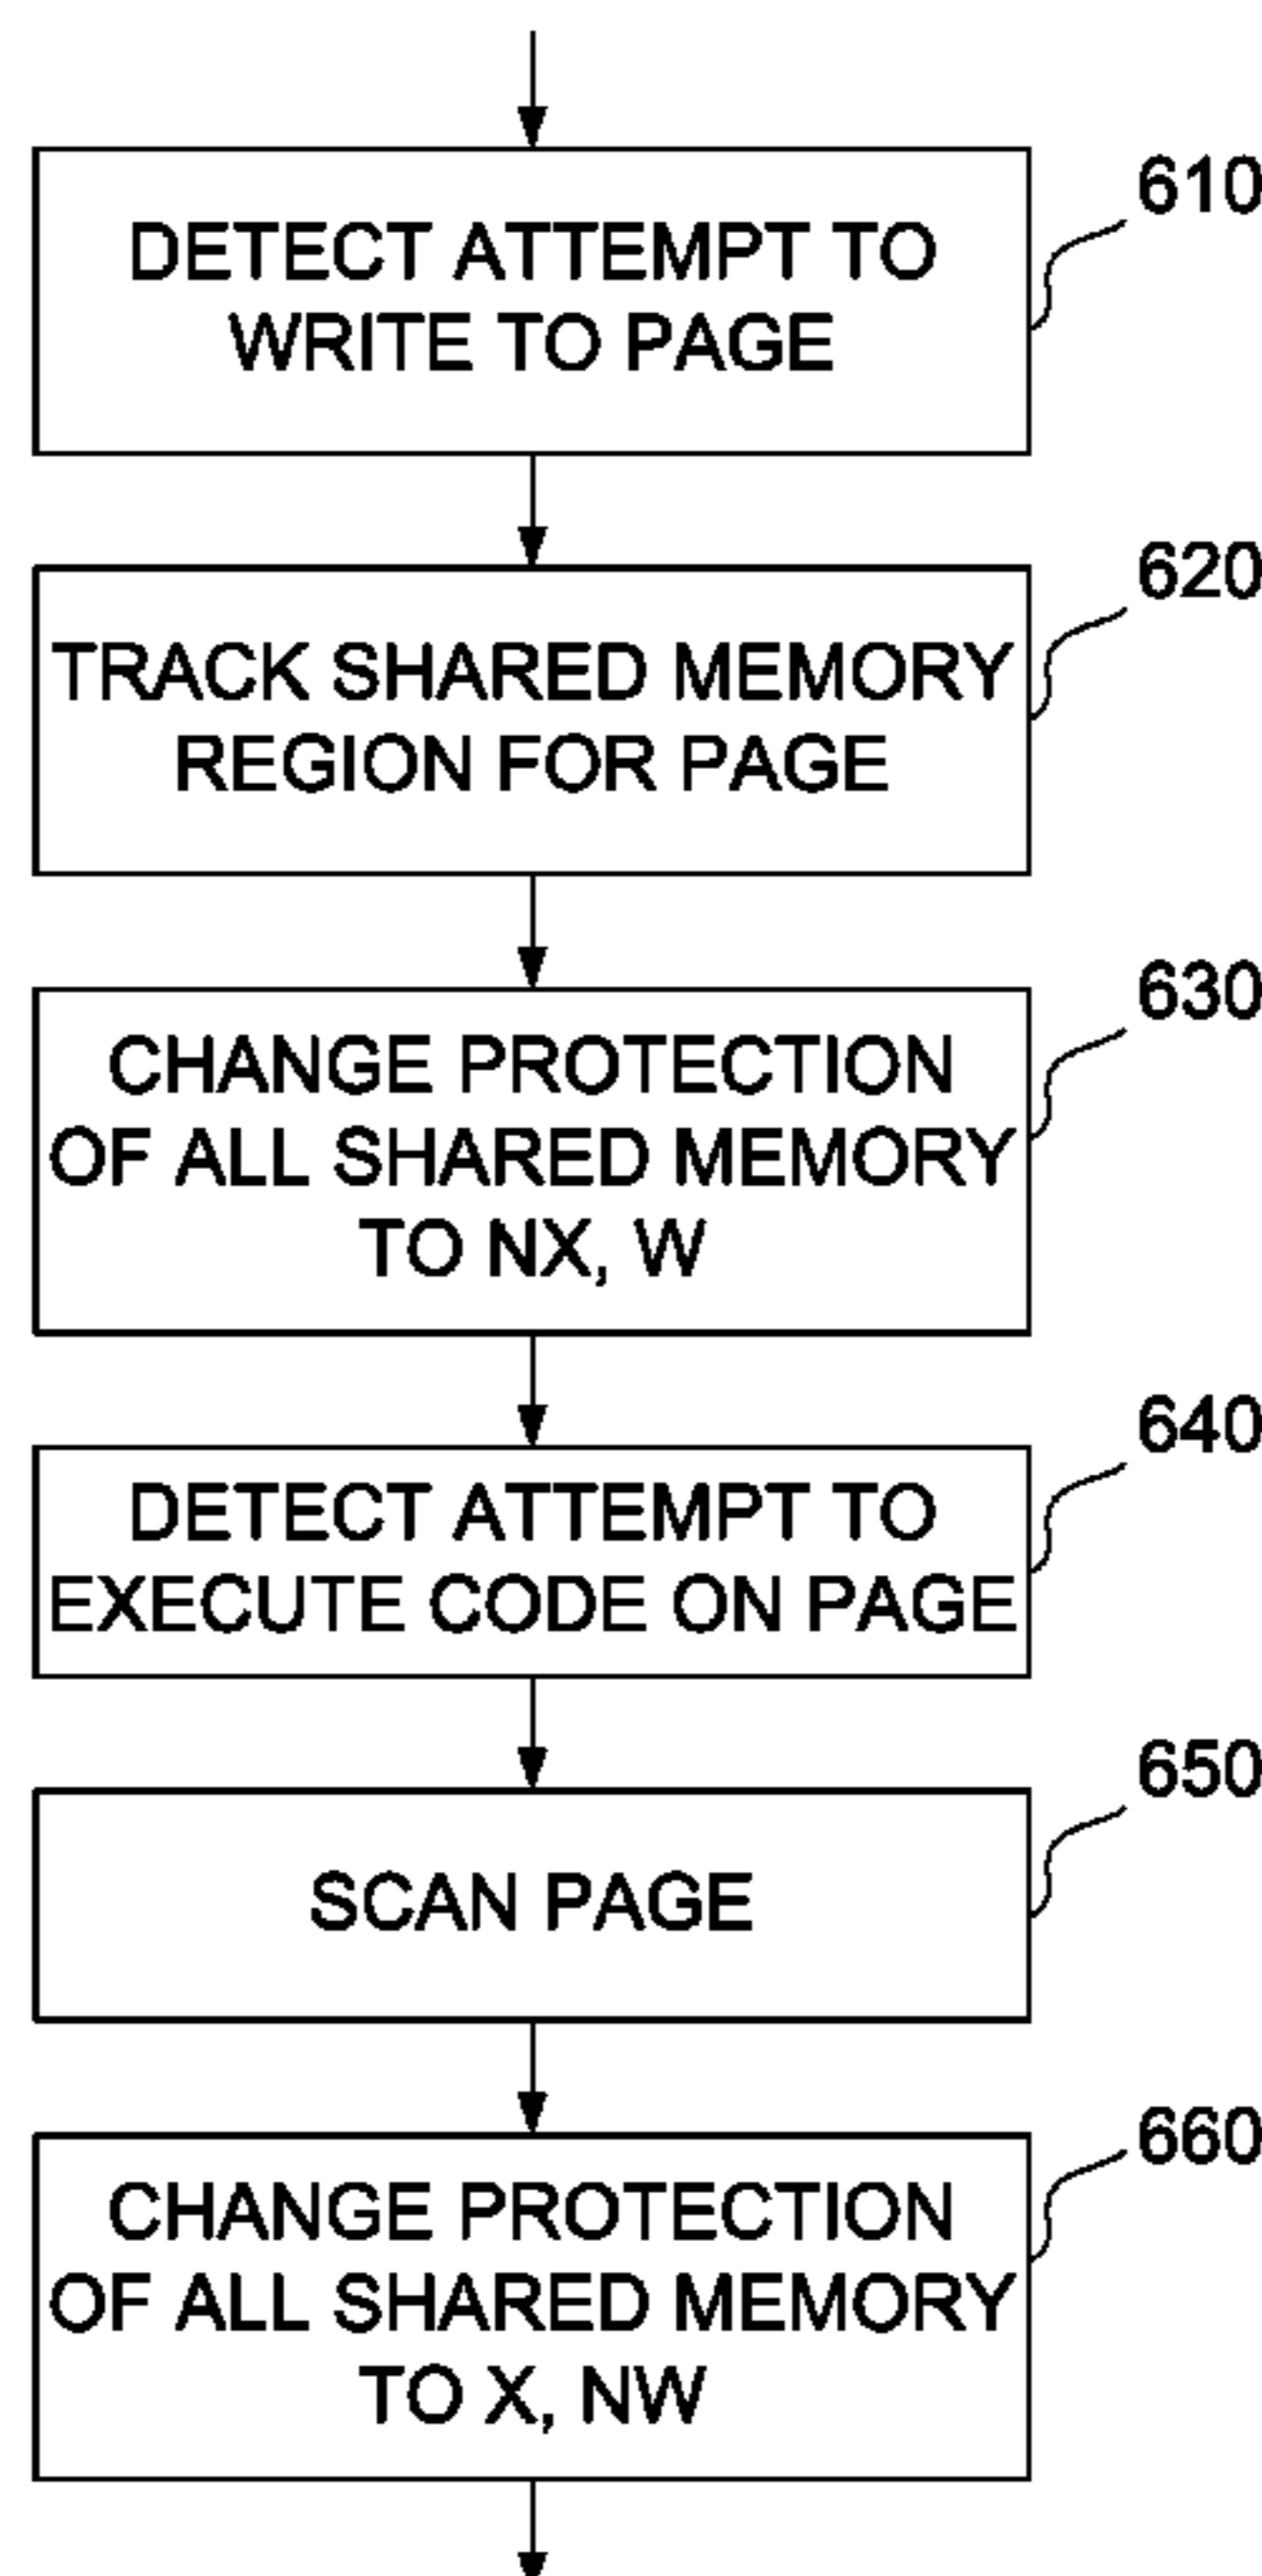 DETECT ATTEMPT TO
WRITE TO PAGE
610
TRACK SHARED MEMORY
REGION FOR PAGE
620
CHANGE PROTECTION
OF ALL SHARED MEMORY
TO NX, W
630
DETECT ATTEMPT TO
EXECUTE CODE ON PAGE
640
SCAN PAGE
650
CHANGE PROTECTION
OF ALL SHARED MEMORY
TO X, NW
660